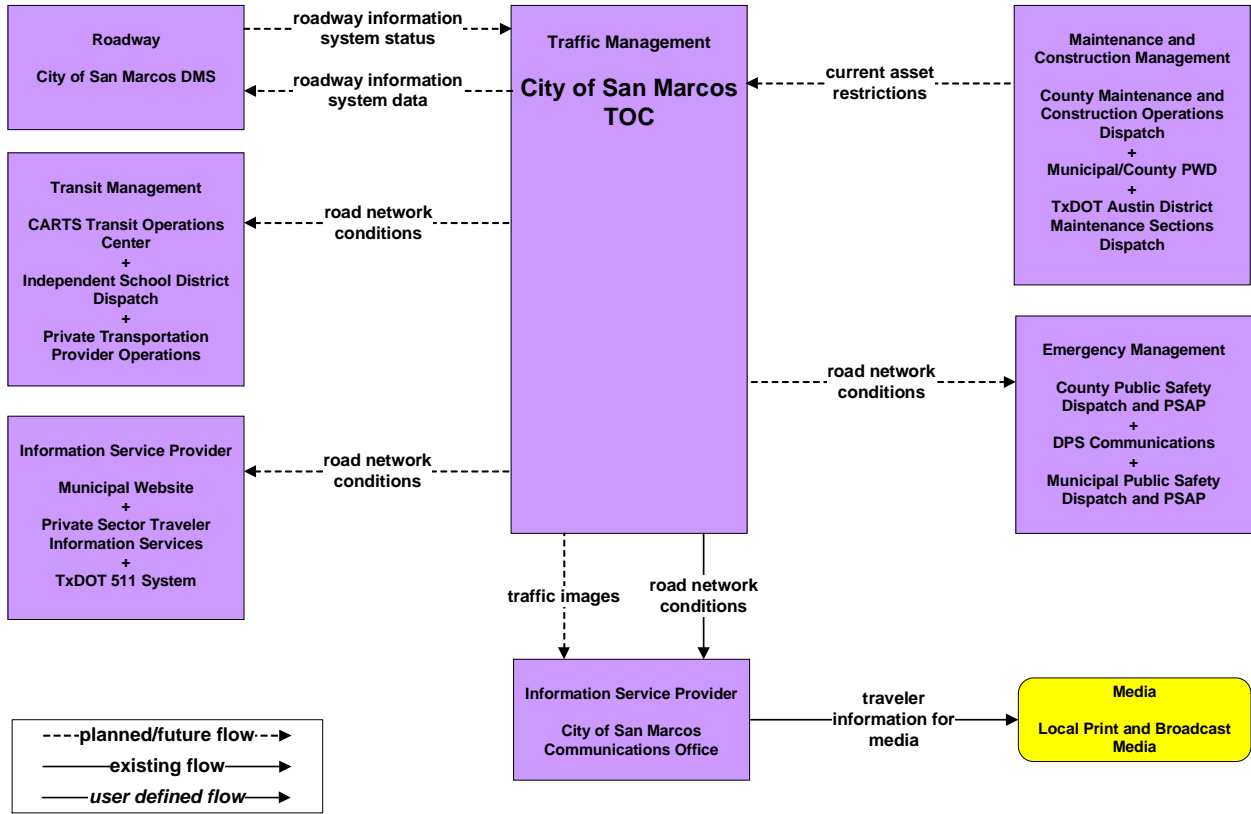 Roadway
City of San Marcos DMS
roadway information
system status
roadway information
system data
Traffic Management
City of San Marcos
TOC
current asset
restrictions
Maintenance and
Construction Management
County Maintenance and
Construction Operations
Dispatch
+
Municipal/County PWD
+
TxDOT Austin District
Maintenance Sections
Dispatch
Transit Management
CARTS Transit Operations
Center
+
Independent School District
Dispatch
+
Private Transportation
Provider Operations
road network
conditions
road network
conditions
Emergency Management
County Public Safety
Dispatch and PSAP
+
DPS Communications
+
Municipal Public Safety
Dispatch and PSAP
Information Service Provider
Municipal Website
+
Private Sector Traveler
Information Services
+
TxDOT 511 System
road network
conditions
traffic images
road network
conditions
Information Service Provider
City of San Marcos
Communications Office
traveler
information for
media
Media
Local Print and Broadcast
Media
planned/future flow
existing flow
user defined flow